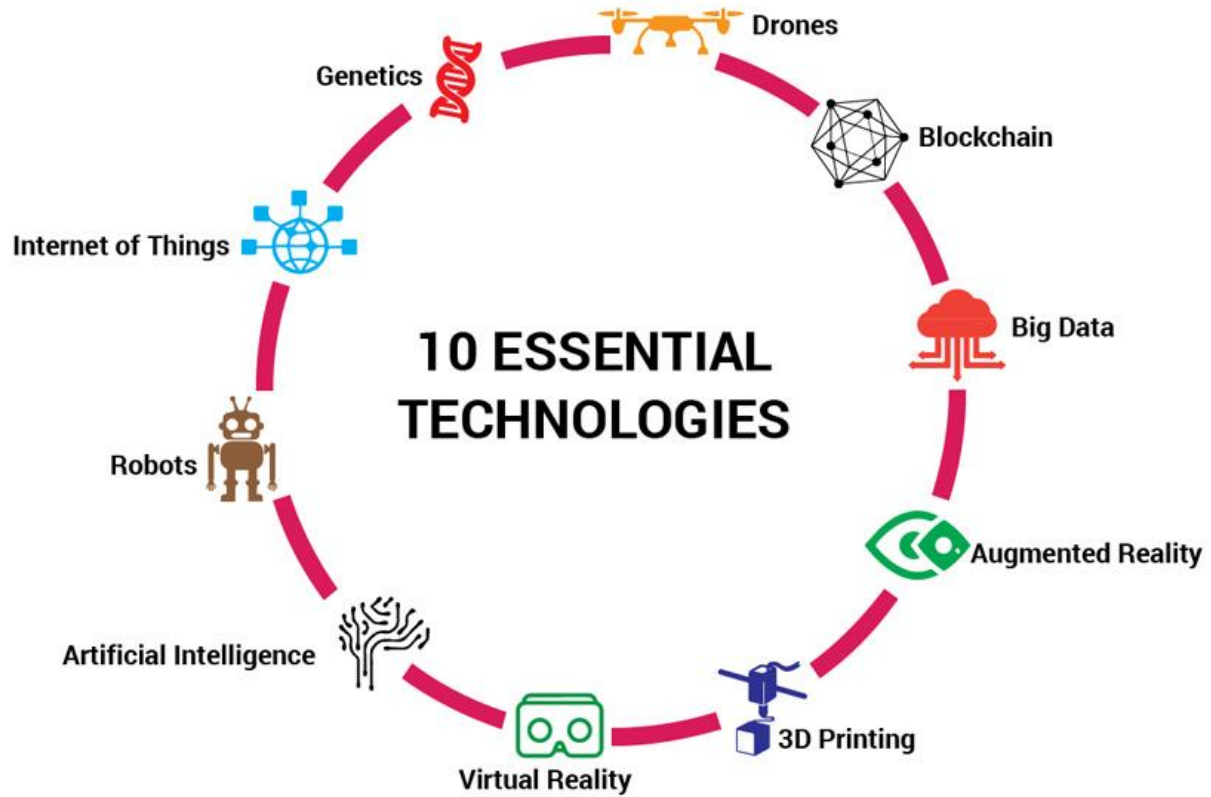 Drones
Genetics
Blockchain
Internet of Things
Big Data
10 ESSENTIAL
TECHNOLOGIES
Robots
Augmented Reality
Artificial Intelligence
3D Printing
Virtual Reality